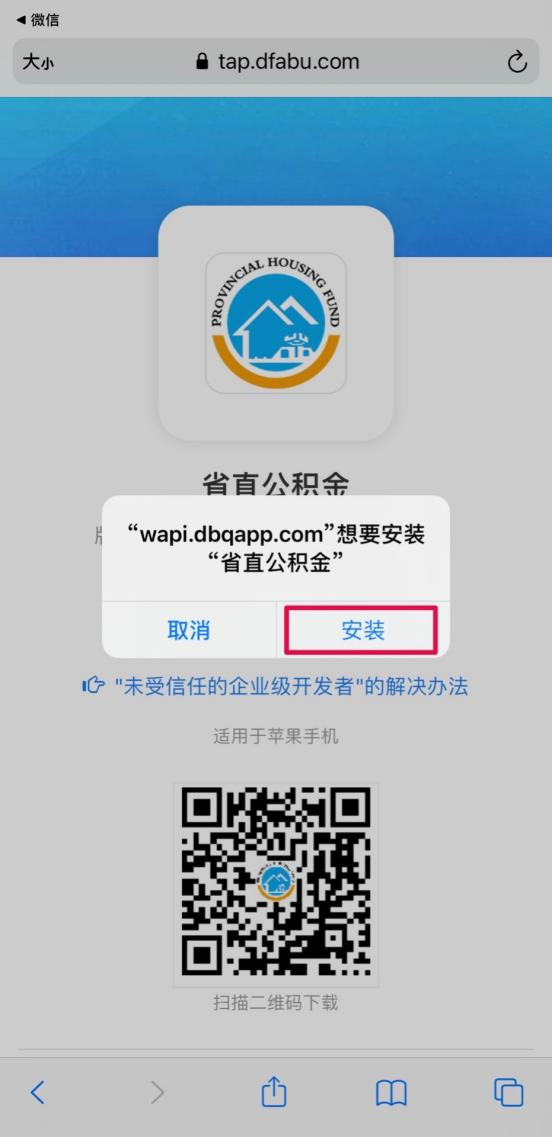 微信
大小 tap.dfabu.com
PROVINCIAL HOUSING FUND
省直公积金
“wapi.dbqapp.com”想要安装
“省直公积金”
取消 安装
"未受信任的企业级开发者"的解决办法
适用于苹果手机
扫描二维码下载